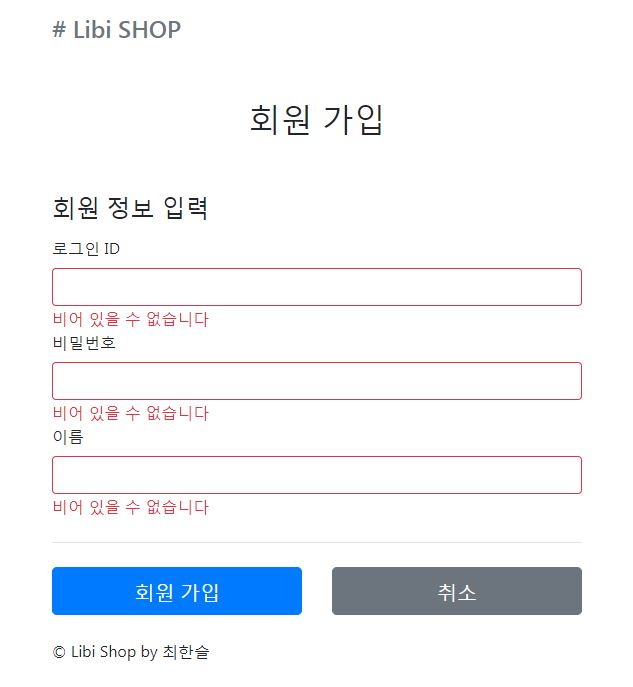 # Libi SHOP
회원 가입
회원 정보 입력
로그인 ID
비어 있을 수 없습니다
비밀번호
비어 있을 수 없습니다
이름
비어 있을 수 없습니다
회원 가입
취소
© Libi Shop by 최한슬